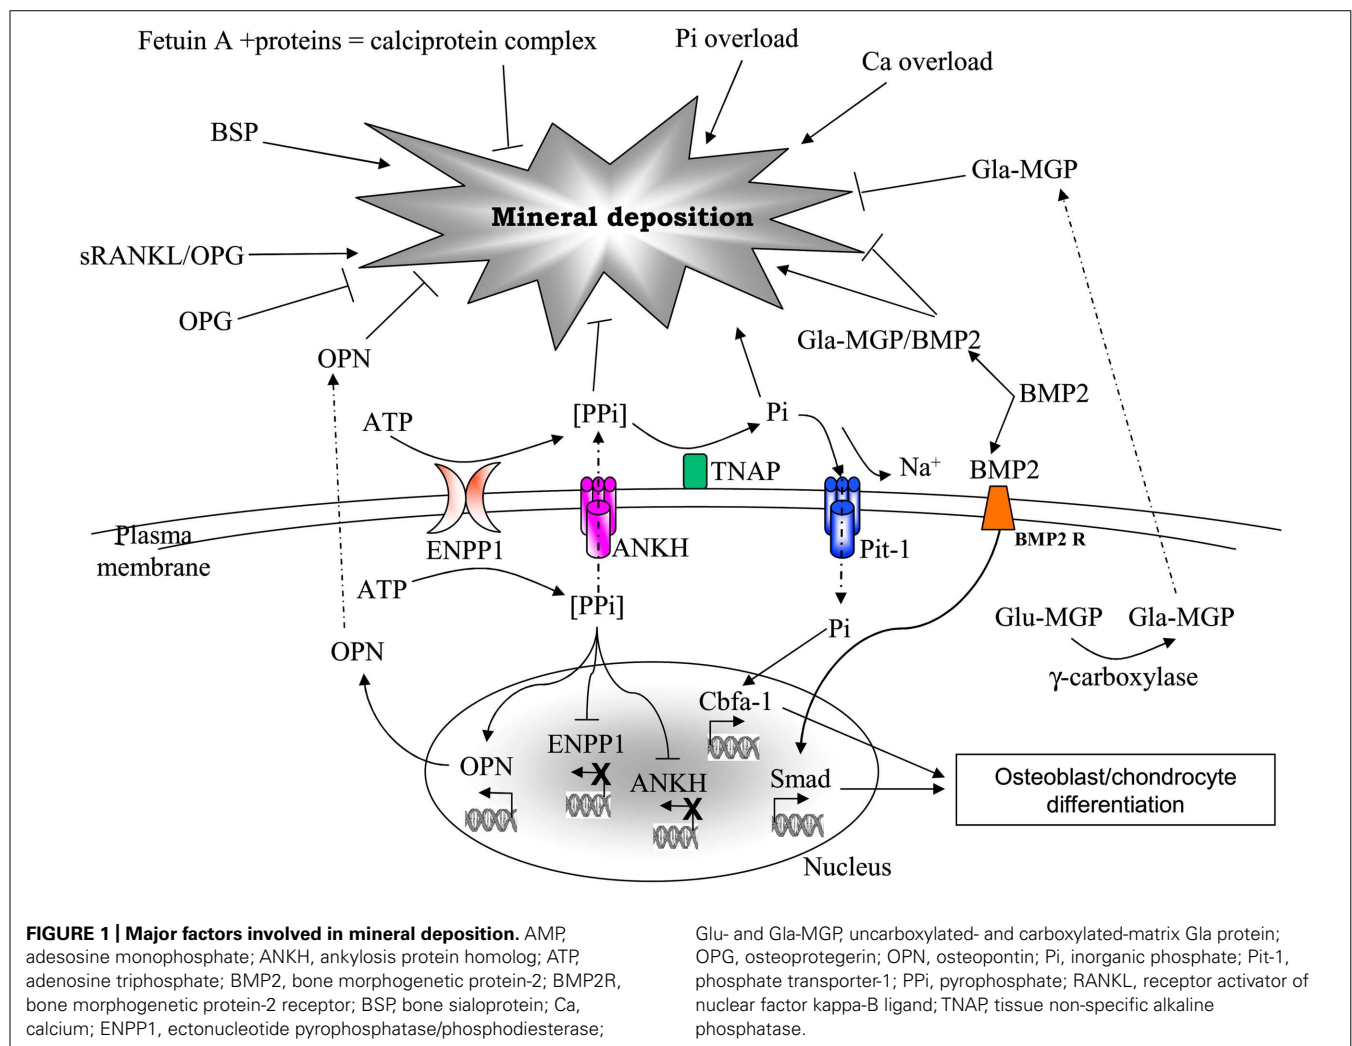 Fetuin A +proteins = calciprotein complex
Pi overload
Ca overload
BSP
Gla-MGP
Mineral deposition
sRANKL/OPG
OPG
OPN
Gla-MGP/BMP2
BMP2
ATP
[PPi]
Pi
TNAP
Na+
BMP2
Plasma
membrane
ENPP1
ANKH
Pit-1
BMP2 R
ATP
[PPi]
Pi
Glu-MGP
Gla-MGP
γ-carboxylase
OPN
Cbfa-1
ENPP1
OPN
ANKH
X
X
Smad
Osteoblast/chondrocyte
differentiation
Nucleus
FIGURE 1 | Major factors involved in mineral deposition. AMP,
adesosine monophosphate; ANKH, ankylosis protein homolog; ATP,
adenosine triphosphate; BMP2, bone morphogenetic protein-2; BMP2R,
bone morphogenetic protein-2 receptor; BSP, bone sialoprotein; Ca,
calcium; ENPP1, ectonucleotide pyrophosphatase/phosphodiesterase;
Glu- and Gla-MGP, uncarboxylated- and carboxylated-matrix Gla protein;
OPG, osteoprotegerin; OPN, osteopontin; Pi, inorganic phosphate; Pit-1,
phosphate transporter-1; PPi, pyrophosphate; RANKL, receptor activator of
nuclear factor kappa-B ligand; TNAP, tissue non-specific alkaline
phosphatase.